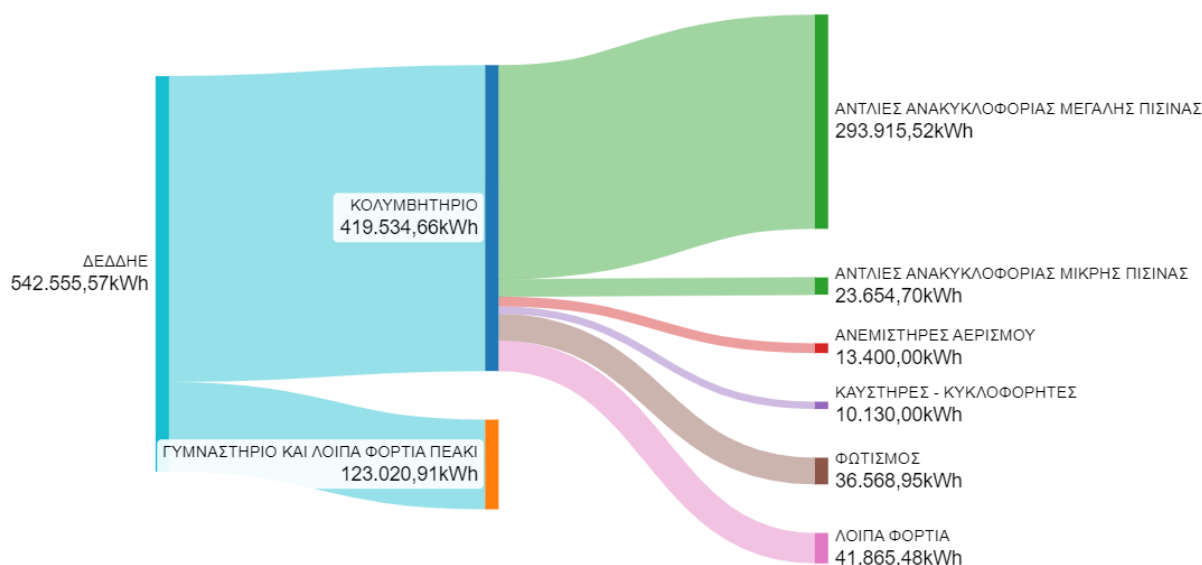 ΔΕΔΔΗΕ
542.555,57kWh
ΚΟΛΥΜΒΗΤΗΡΙΟ
419.534,66kWh
ΓΥΜΝΑΣΤΗΡΙΟ ΚΑΙ ΛΟΙΠΑ ΦΟΡΤΙΑ ΠΕΑΚΙ
123.020,91kWh
ΑΝΤΛΙΕΣ ΑΝΑΚΥΚΛΟΦΟΡΙΑΣ ΜΕΓΑΛΗΣ ΠΙΣΙΝΑΣ
293.915,52kWh
ΑΝΤΛΙΕΣ ΑΝΑΚΥΚΛΟΦΟΡΙΑΣ ΜΙΚΡΗΣ ΠΙΣΙΝΑΣ
23.654,70kWh
ΑΝΕΜΙΣΤΗΡΕΣ ΑΕΡΙΣΜΟΥ
13.400,00kWh
ΚΑΥΣΤΗΡΕΣ - ΚΥΚΛΟΦΟΡΗΤΕΣ
10.130,00kWh
ΦΩΤΙΣΜΟΣ
36.568,95kWh
ΛΟΙΠΑ ΦΟΡΤΙΑ
41.865,48kWh